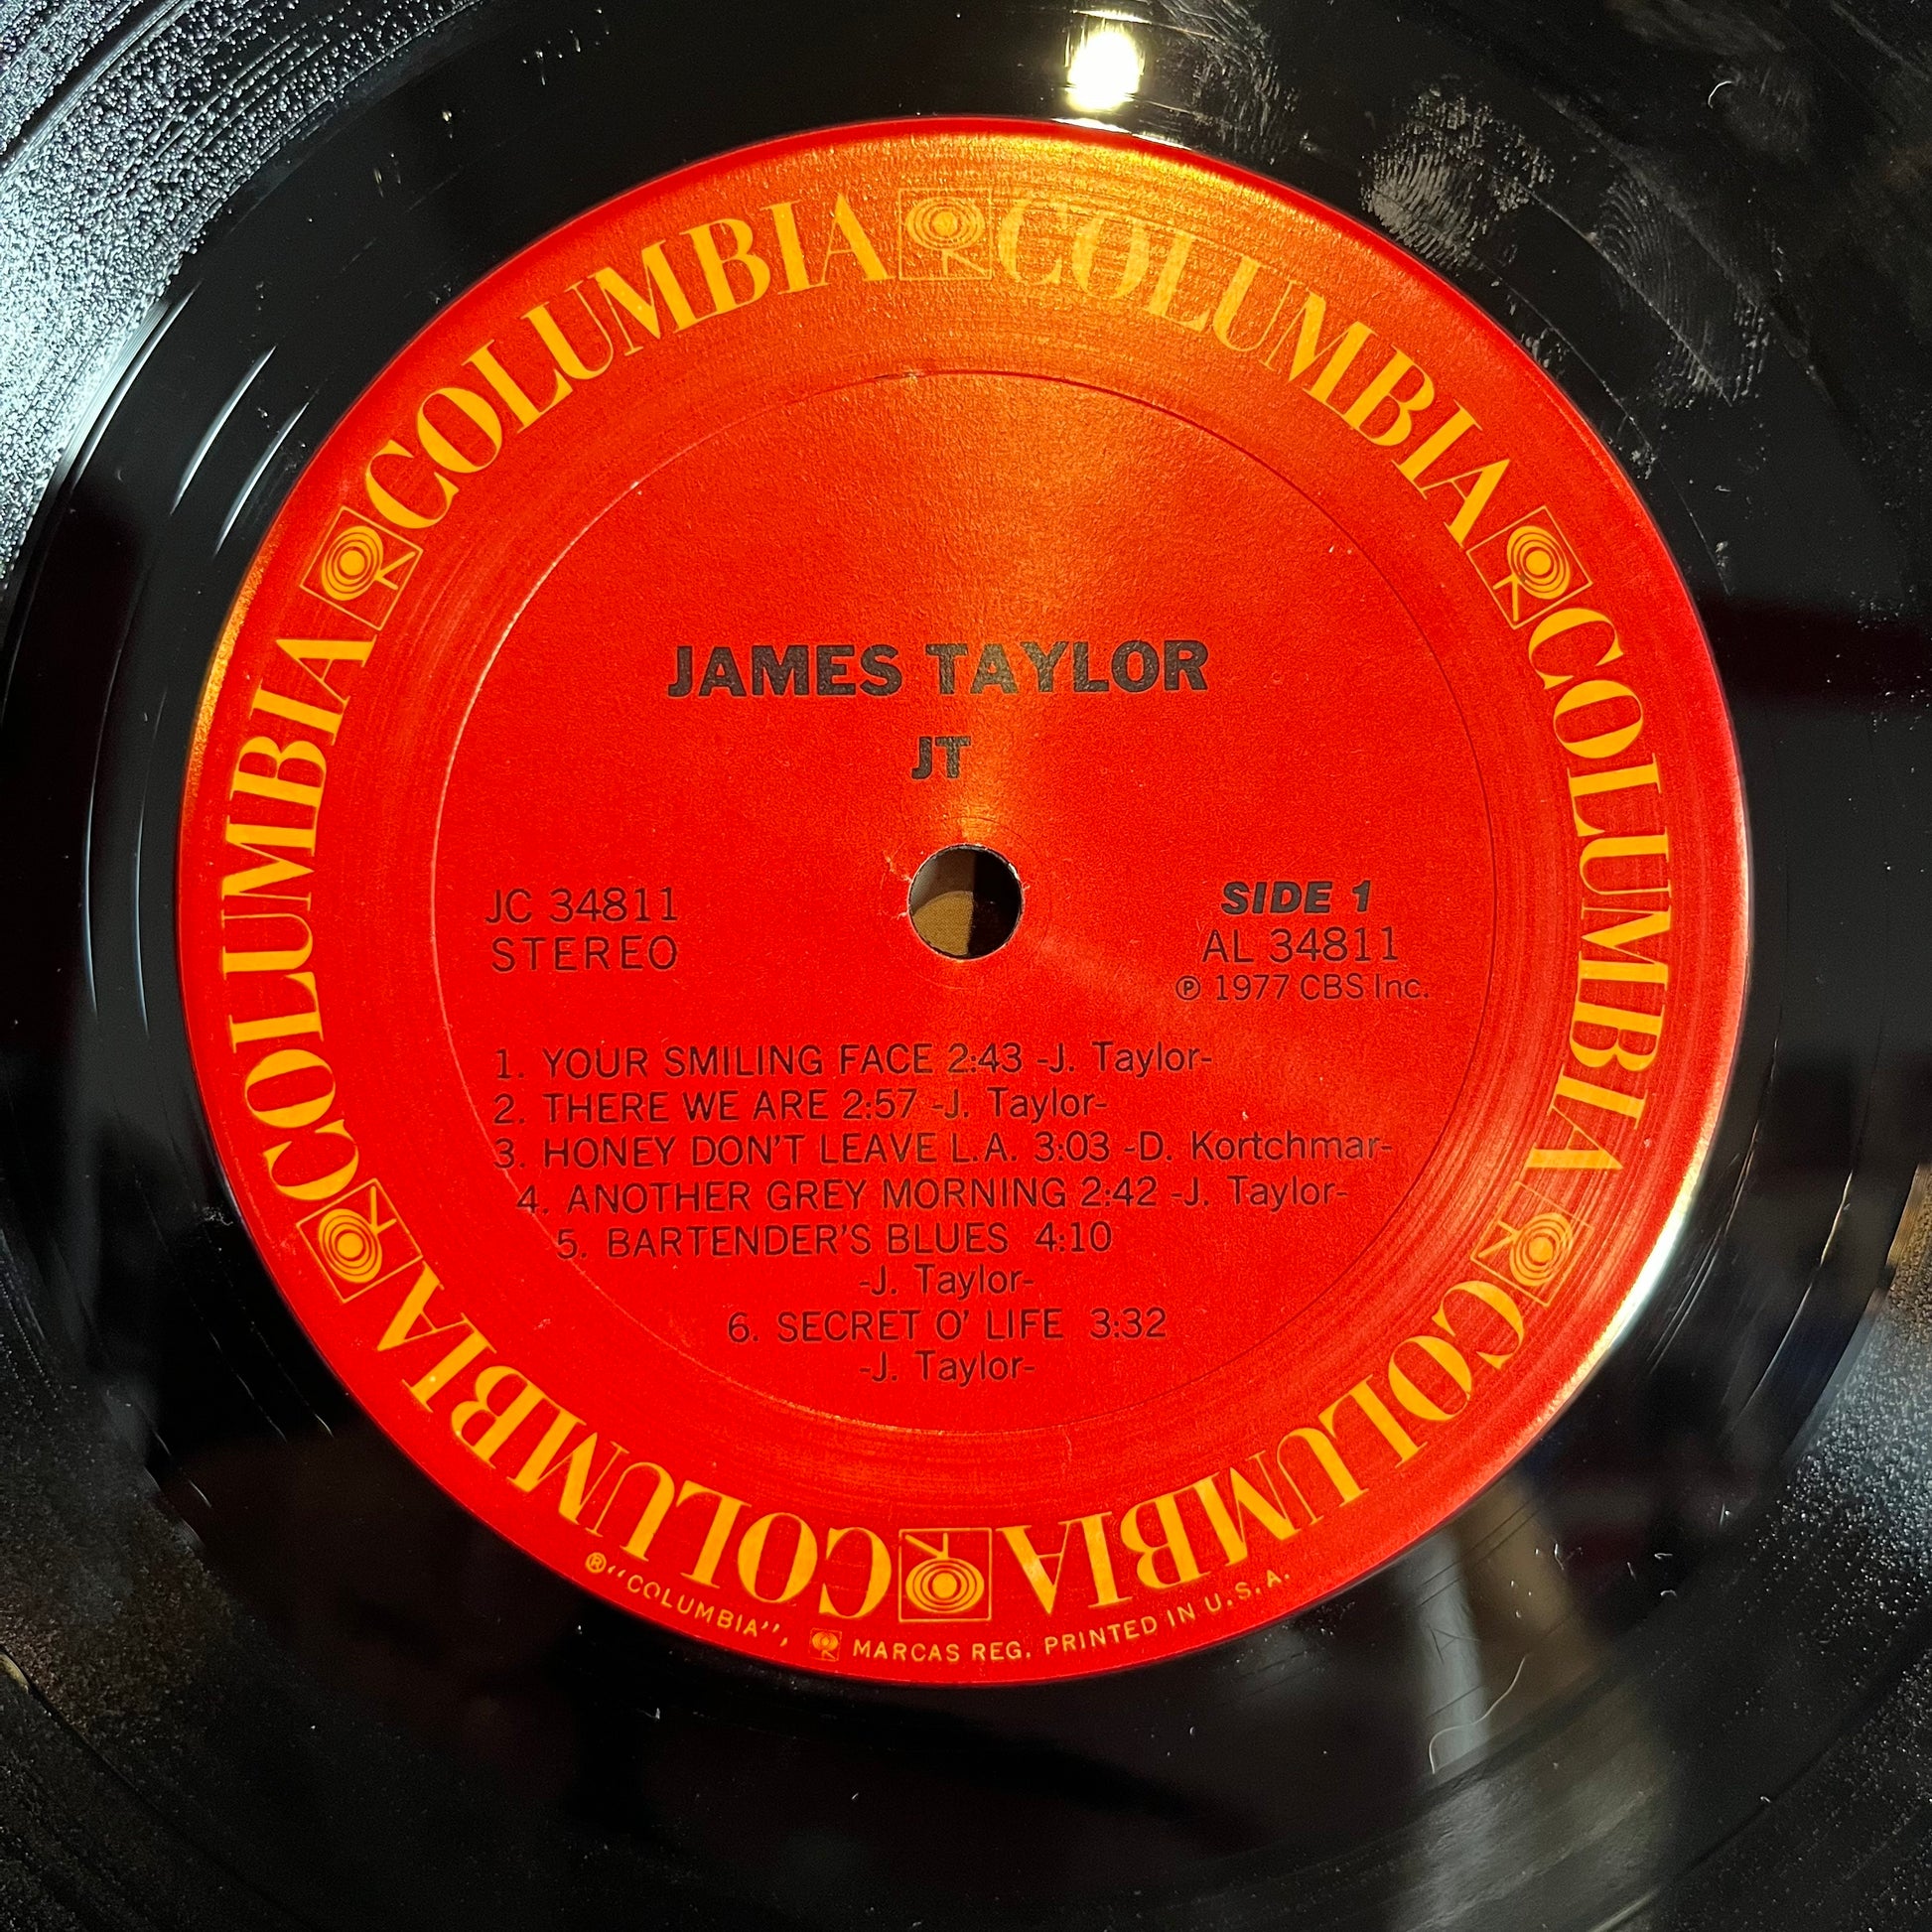 COLUMBIA COLUMBIA COLUMBIA COLUMBIA COLUMBIA COLUMBIA
JAMES TAYLOR
JT
JC 34811
STEREO
SIDE 1
AL 34811
℗ 1977 CBS Inc.
1. YOUR SMILING FACE 2:43 -J. Taylor-
2. THERE WE ARE 2:57 -J. Taylor-
3. HONEY DON'T LEAVE L.A. 3:03 -D. Kortchmar-
4. ANOTHER GREY MORNING 2:42 -J. Taylor-
5. BARTENDER'S BLUES 4:10
-J. Taylor-
6. SECRET O' LIFE 3:32
-J. Taylor-
®"COLUMBIA", MARCAS REG. PRINTED IN U.S.A.